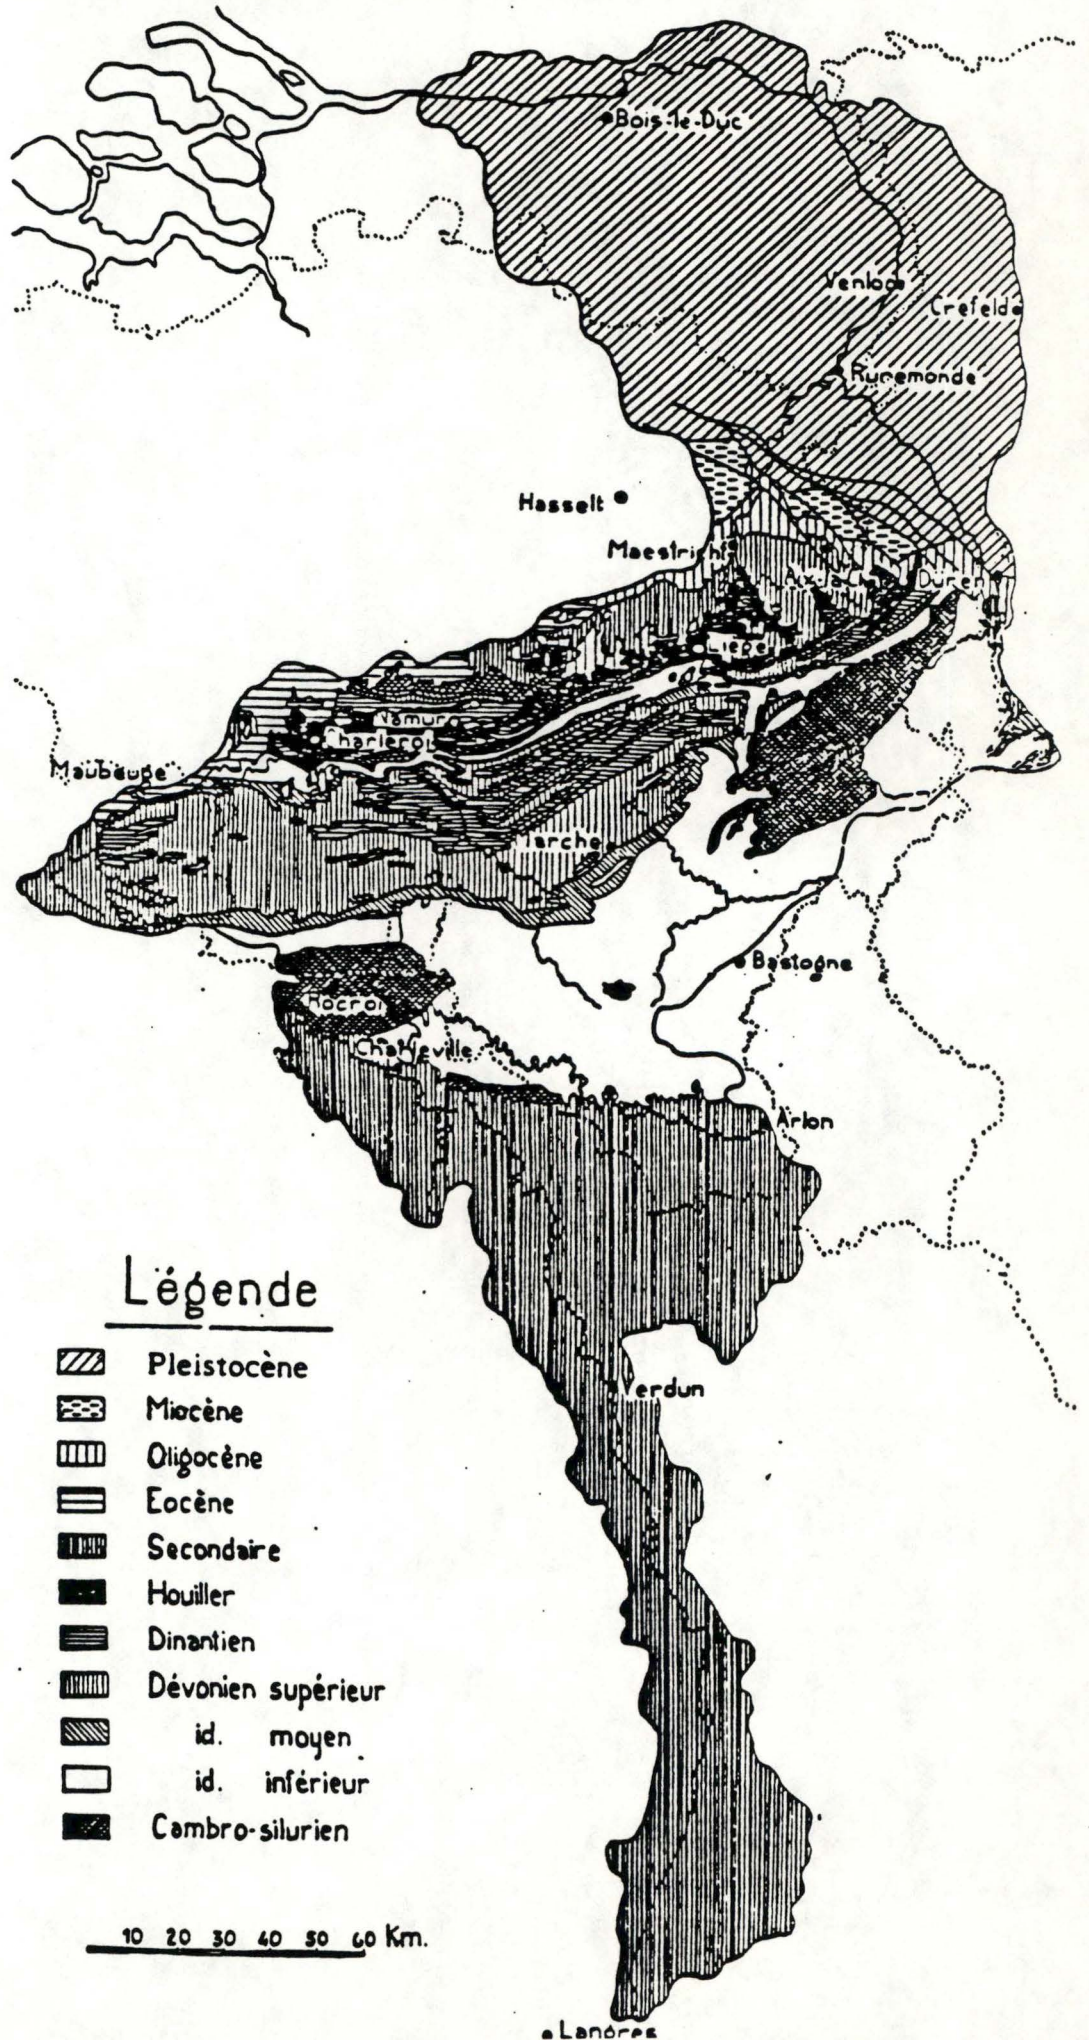 Bois-le-Duc
Venloo
Crefeld
Ruremonde
Hasselt
Maestricht
Düren
Liège
Namur
Charleroi
Maubeuge
Marche
Bastogne
Rocroi
Charleville
Arlon
Verdun
Légende
Pleistocène
Miocène
Oligocène
Eocène
Secondaire
Houiller
Dinantien
Dévonien supérieur
id. moyen
id. inférieur
Cambro-silurien
10 20 30 40 50 60 Km.
Langres